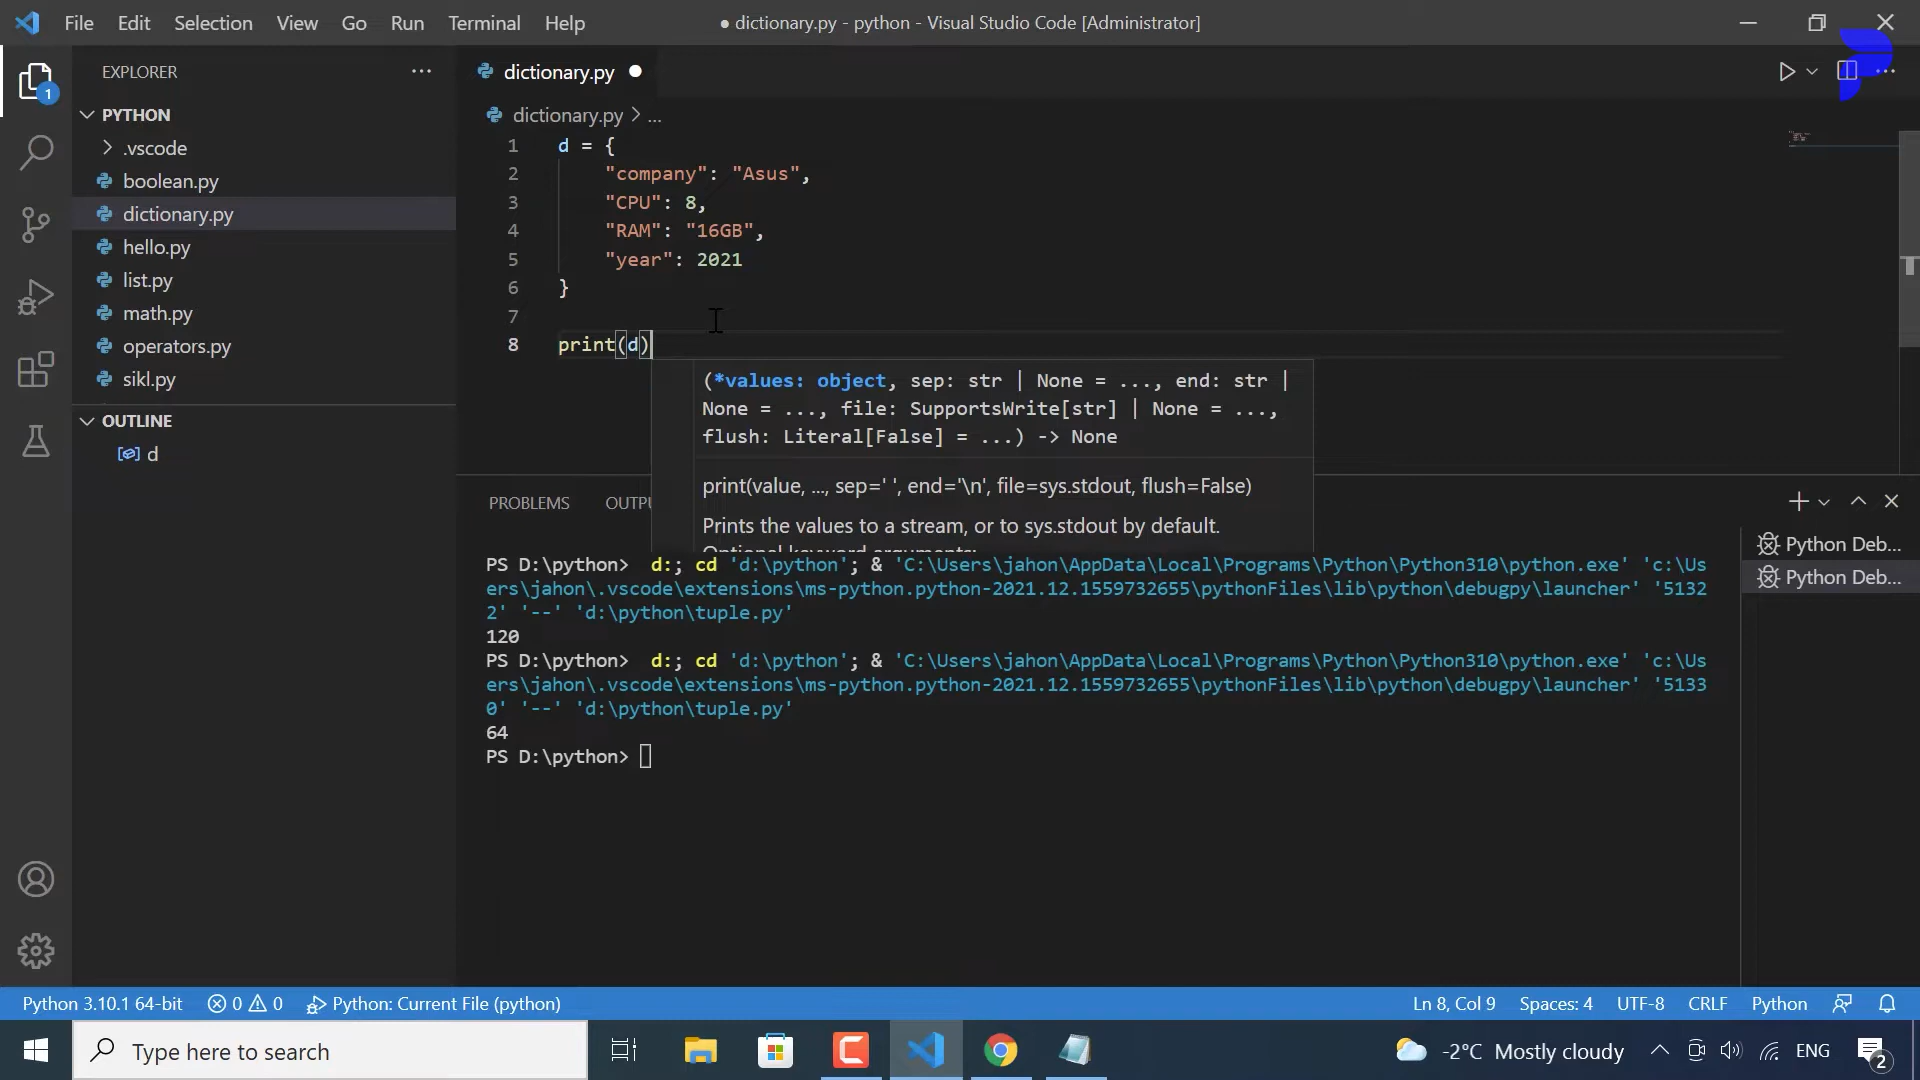 File Edit Selection View Go Run Terminal Help
● dictionary.py - python - Visual Studio Code [Administrator]
EXPLORER
1
PYTHON
.vscode
boolean.py
dictionary.py
hello.py
list.py
math.py
operators.py
sikl.py
OUTLINE
d
dictionary.py
dictionary.py > ...
1 d = {
2 "company": "Asus",
3 "CPU": 8,
4 "RAM": "16GB",
5 "year": 2021
6 }
7
8 print(d)
(*values: object, sep: str | None = ..., end: str |
None = ..., file: SupportsWrite[str] | None = ...,
flush: Literal[False] = ...) -> None
print(value, ..., sep=' ', end='\n', file=sys.stdout, flush=False)
Prints the values to a stream, or to sys.stdout by default.
Optional keyword arguments:
PROBLEMS OUTPU
PS D:\python> d:; cd 'd:\python'; & 'C:\Users\jahon\AppData\Local\Programs\Python\Python310\python.exe' 'c:\Us
ers\jahon\.vscode\extensions\ms-python.python-2021.12.1559732655\pythonFiles\lib\python\debugpy\launcher' '5132
2' '--' 'd:\python\tuple.py'
120
PS D:\python> d:; cd 'd:\python'; & 'C:\Users\jahon\AppData\Local\Programs\Python\Python310\python.exe' 'c:\Us
ers\jahon\.vscode\extensions\ms-python.python-2021.12.1559732655\pythonFiles\lib\python\debugpy\launcher' '5133
0' '--' 'd:\python\tuple.py'
64
PS D:\python>
Python Deb...
Python Deb...
Python 3.10.1 64-bit 0 0 Python: Current File (python) Ln 8, Col 9 Spaces: 4 UTF-8 CRLF Python
Type here to search
-2°C Mostly cloudy ENG 2